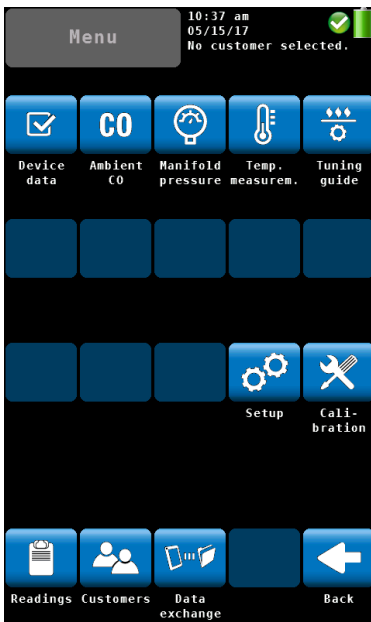 Menu
10:37 am
05/15/17
No customer selected.
CO
Device data
Ambient CO
Manifold pressure
Temp. measurem.
Tuning guide
Setup
Cali-bration
Readings
Customers
Data exchange
Back